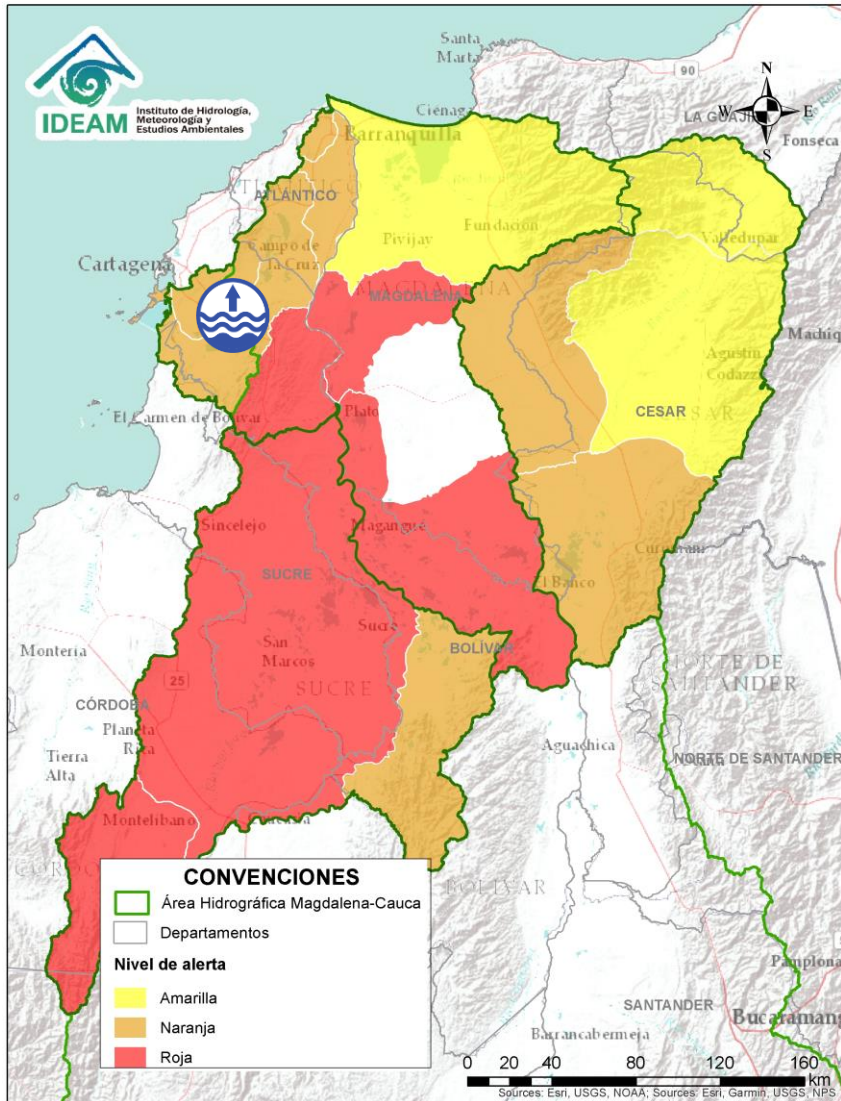 IDEAM
Instituto de Hidrología,
Meteorología y
Estudios Ambientales
Santa
Marta
90
N
W
E
S
LA GUAJI
Ciénaga
Barranquilla
Fonseca
ATLÁNTICO
Valledupar
Pivijay
Fundación
Campo de
la Cruz
Cartagena
MAGDALENA
Machiq
Agustín
Codazzi
CESAR
CESAR
El Carmen de Bolívar
Plato
Sincelejo
Magangué
Curumaní
SUCRE
El Banco
Sucre
Montería
BOLÍVAR
San
Marcos
NORTE DE
SANTANDER
25
SUCRE
CÓRDOBA
Planeta
Rica
Aguachica
Tierra
Alta
NORTE DE SANTANDER
Montelíbano
Caucasia
BOLÍVAR
CONVENCIONES
Área Hidrográfica Magdalena-Cauca
Departamentos
Nivel de alerta
Amarilla
Naranja
Roja
Pamplona
SANTANDER
Bucaramang
Barrancabermeja
0 20 40 80 120 160
km
Sources: Esri, USGS, NOAA; Sources: Esri, Garmin, USGS, NPS